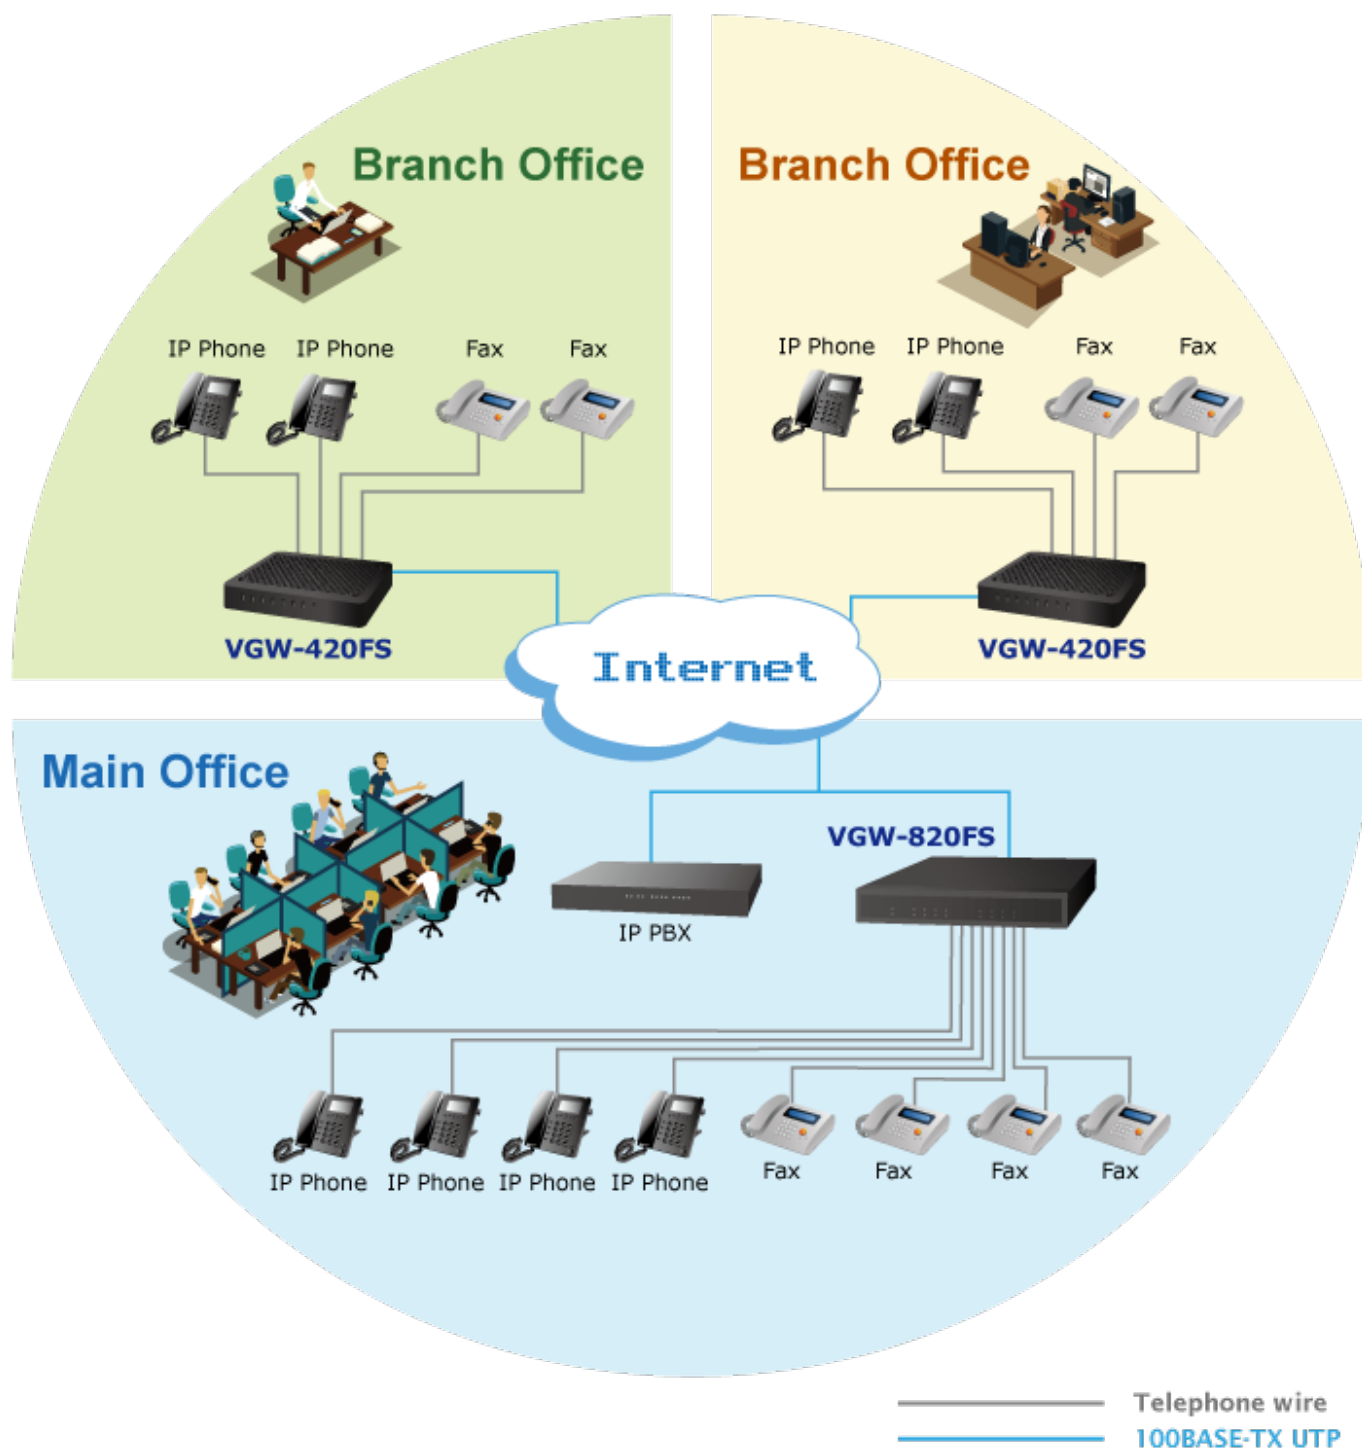 Branch Office
IP Phone IP Phone Fax Fax
VGW-420FS
Branch Office
IP Phone IP Phone Fax Fax
VGW-420FS
Internet
Main Office
VGW-820FS
IP PBX
IP Phone IP Phone IP Phone IP Phone Fax Fax Fax Fax
Telephone wire
100BASE-TX UTP